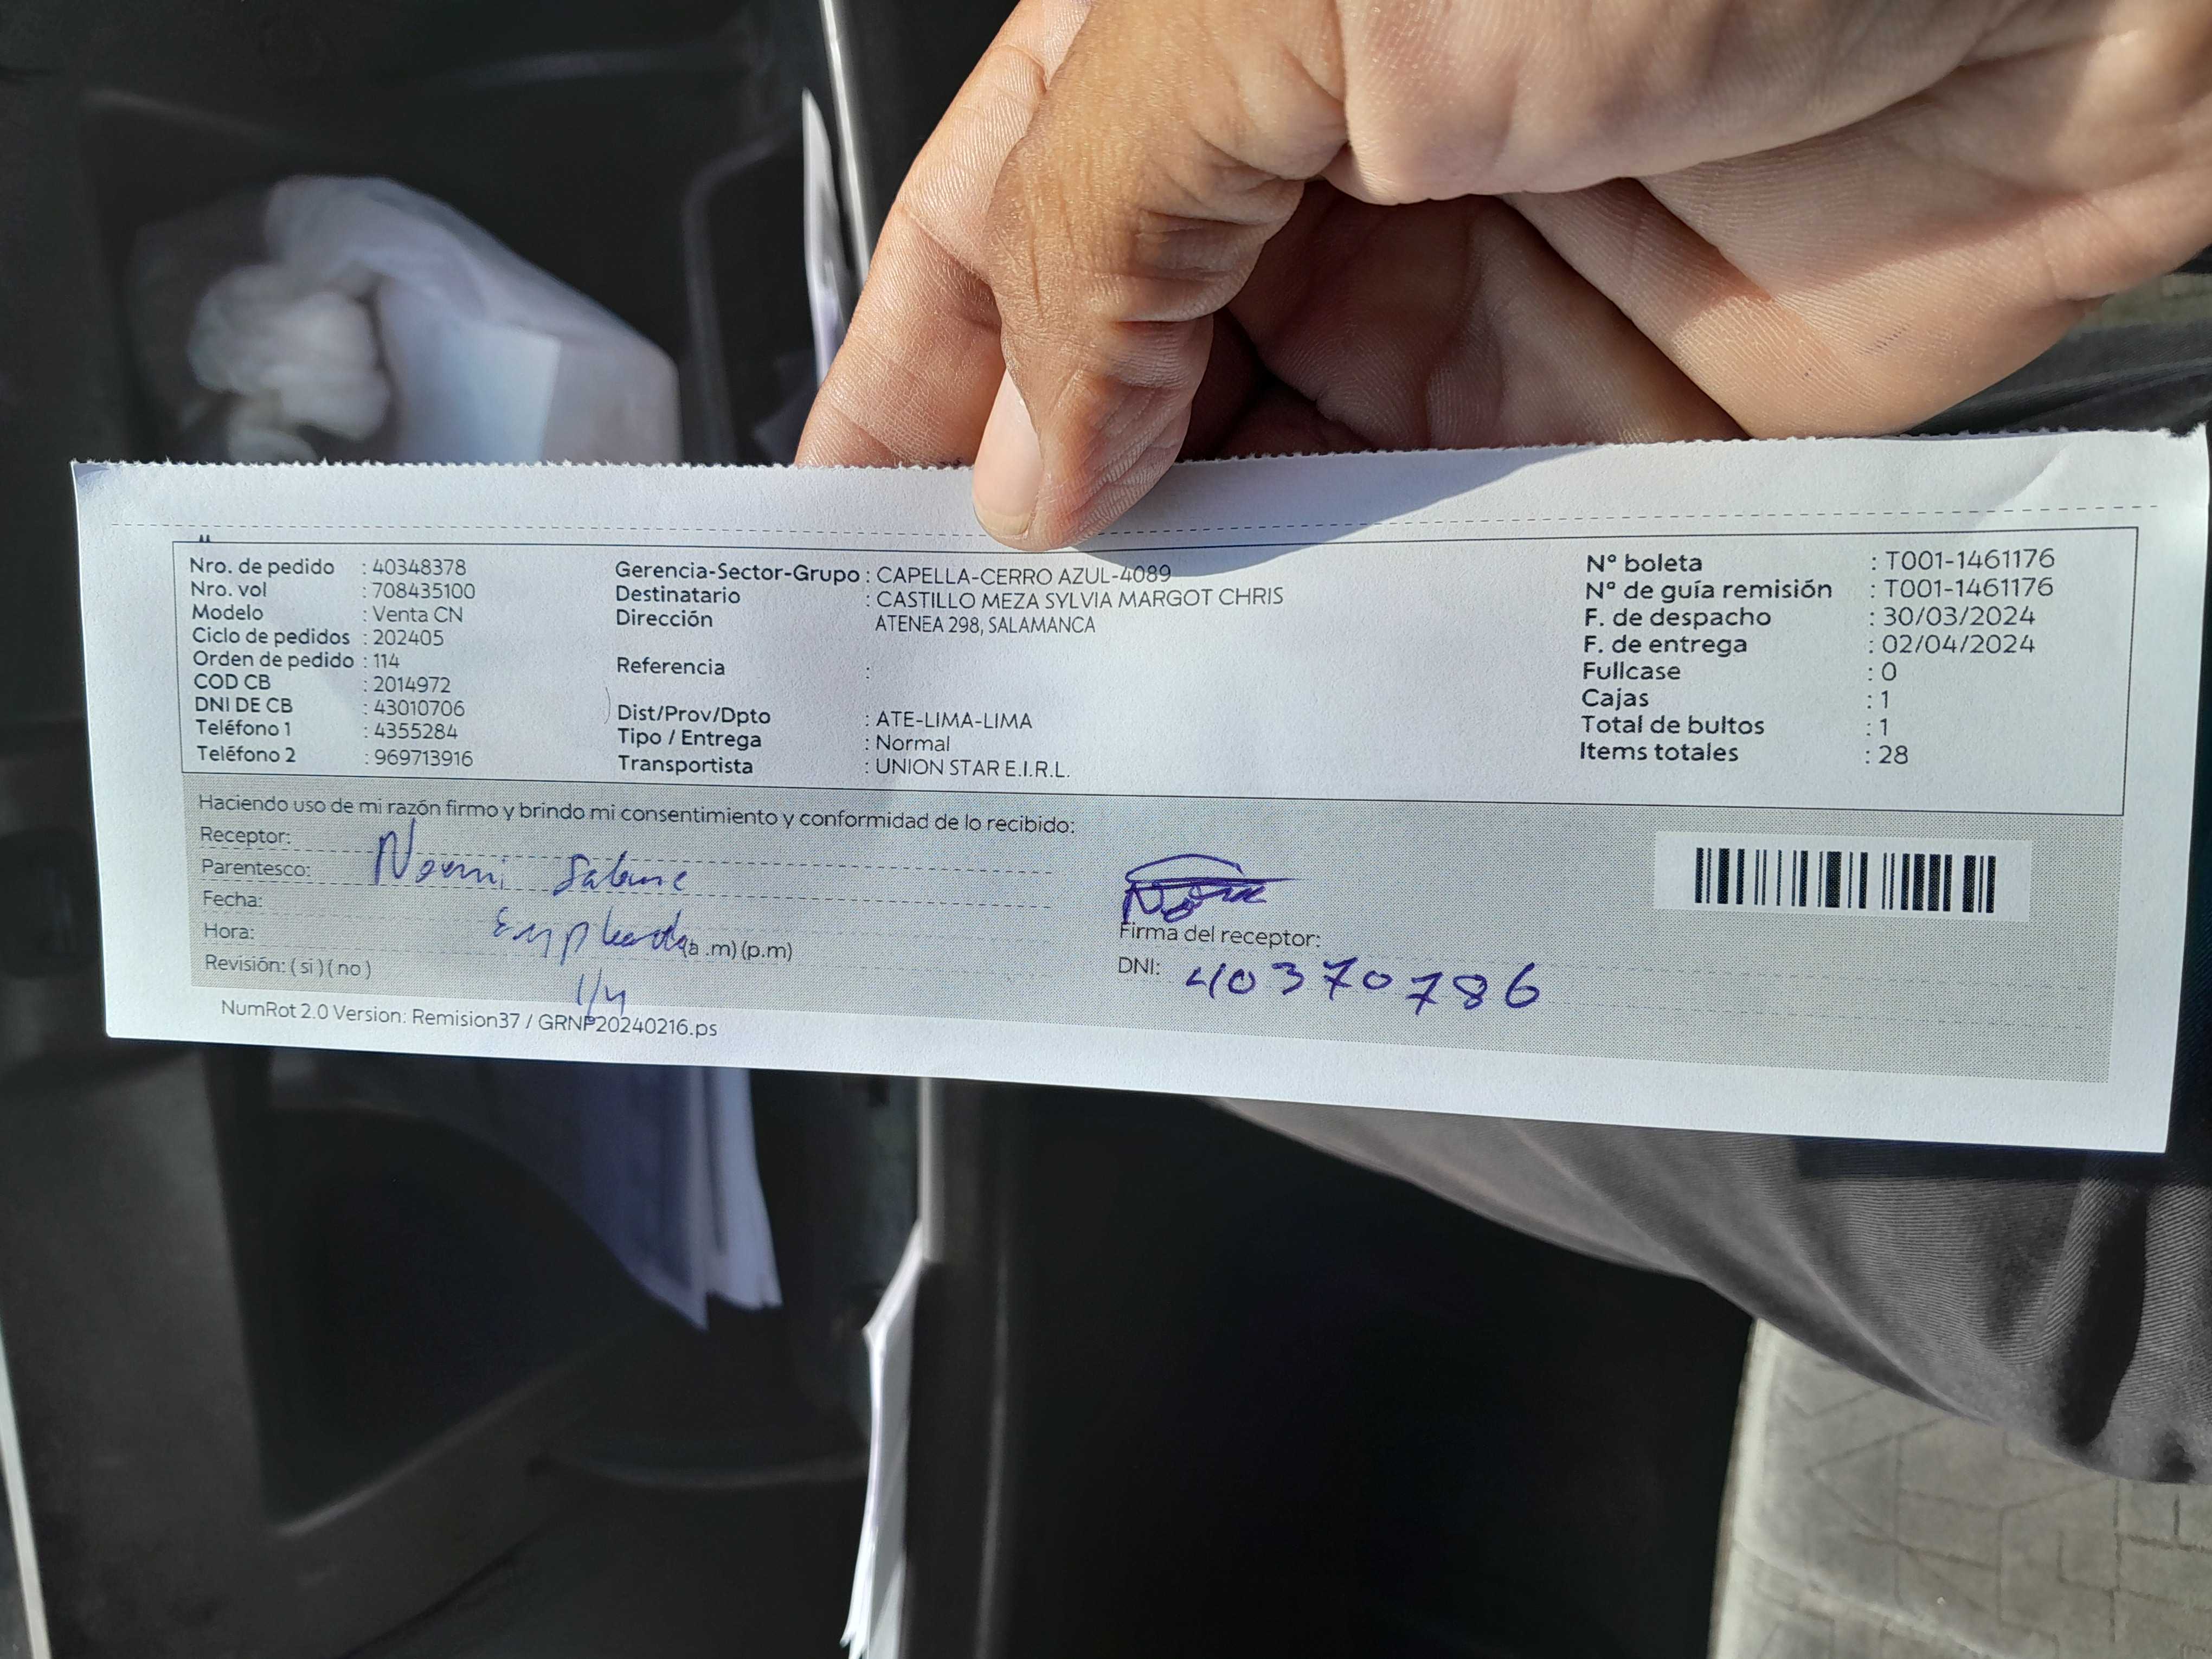 Nro. de pedido : 40348378
Nro. vol : 708435100
Modelo : Venta CN
Ciclo de pedidos : 202405
Orden de pedido : 114
COD CB : 2014972
DNI DE CB : 43010706
Teléfono 1 : 4355284
Teléfono 2 : 969713916
Gerencia-Sector-Grupo : CAPELLA-CERRO AZUL-4089
Destinatario : CASTILLO MEZA SYLVIA MARGOT CHRIS
Dirección ATENEA 298, SALAMANCA
Referencia :
Dist/Prov/Dpto : ATE-LIMA-LIMA
Tipo / Entrega : Normal
Transportista : UNION STAR E.I.R.L.
N° boleta : T001-1461176
N° de guía remisión : T001-1461176
F. de despacho : 30/03/2024
F. de entrega : 02/04/2024
Fullcase : 0
Cajas : 1
Total de bultos : 1
Items totales : 28
Haciendo uso de mi razón firmo y brindo mi consentimiento y conformidad de lo recibido:
Receptor:
Parentesco: Noemi
Fecha:
Hora: Empleada (a .m) (p.m)
Revisión: ( si ) ( no ) 1/4
Firma del receptor:
DNI: 40370786
NumRot 2.0 Version: Remision37 / GRNP20240216.ps